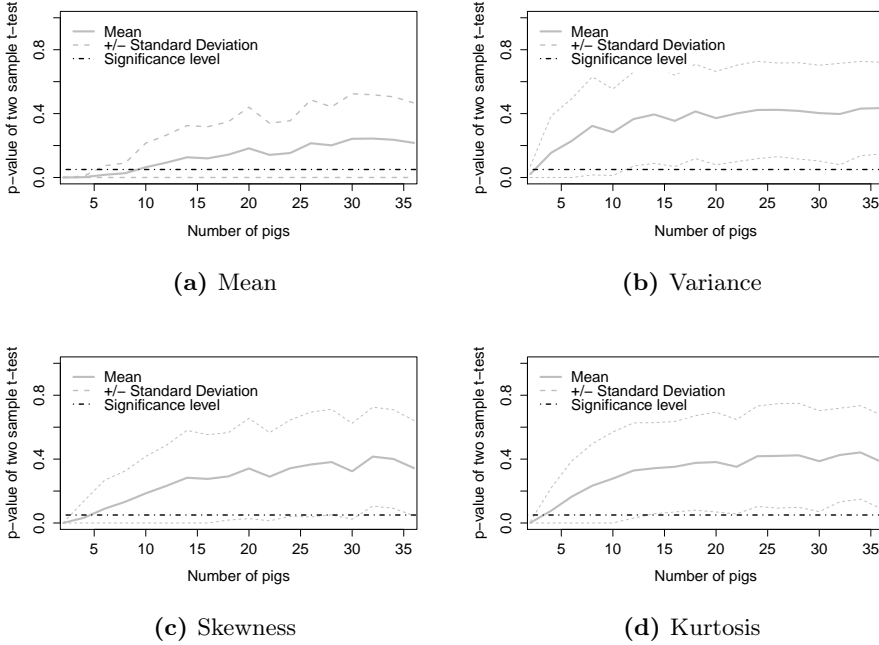 p-value of two sample t-test
0.0 0.4 0.8
Mean
+/− Standard Deviation
Significance level
5 10 15 20 25 30 35
Number of pigs
(a) Mean
p-value of two sample t-test
0.0 0.4 0.8
Mean
+/− Standard Deviation
Significance level
5 10 15 20 25 30 35
Number of pigs
(b) Variance
p-value of two sample t-test
0.0 0.4 0.8
Mean
+/− Standard Deviation
Significance level
5 10 15 20 25 30 35
Number of pigs
(c) Skewness
p-value of two sample t-test
0.0 0.4 0.8
Mean
+/− Standard Deviation
Significance level
5 10 15 20 25 30 35
Number of pigs
(d) Kurtosis